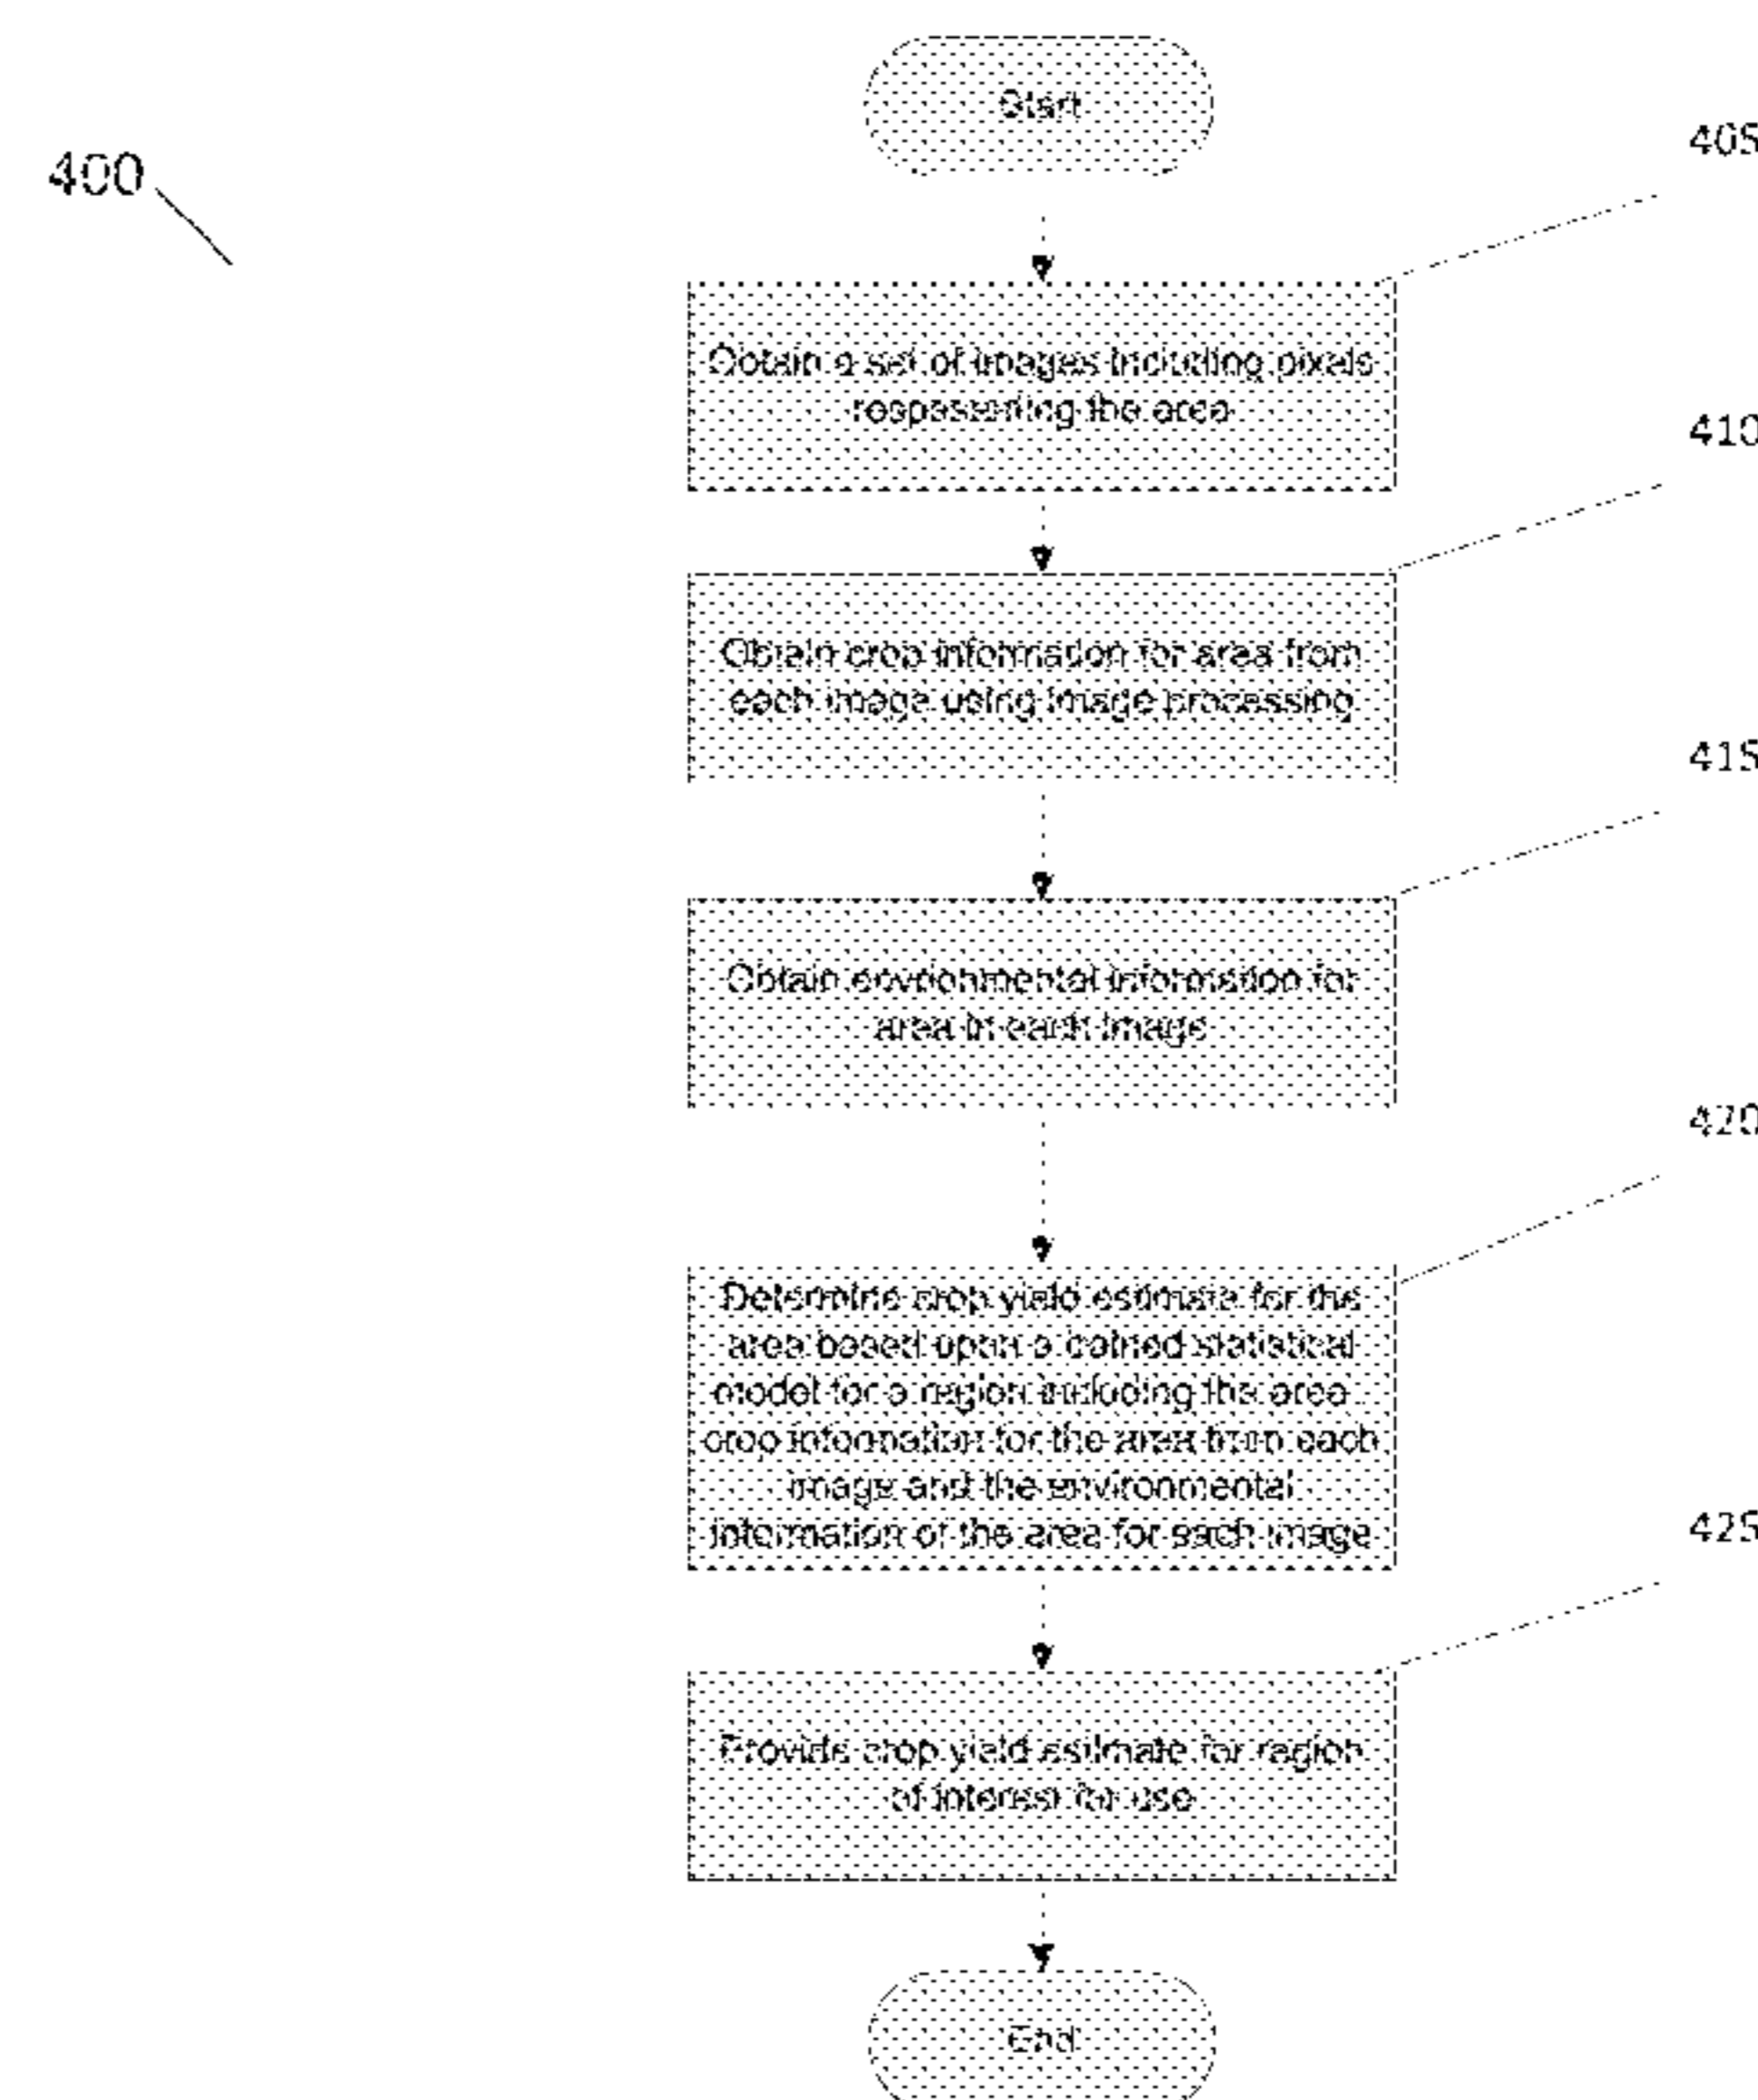 Start
400
405
Obtain a set of images including pixels
respesenting the area
410
Obtain crop information for area from
each image using image processing
415
Obtain envrionmental information for
area in each image
420
Determine crop yield estimate for the
area based upon a trained statistical
model for a region including the area
crop information for the area from each
image and the environmental
information of the area for each image
425
Provide crop yield estimate for region
of interest for use
End